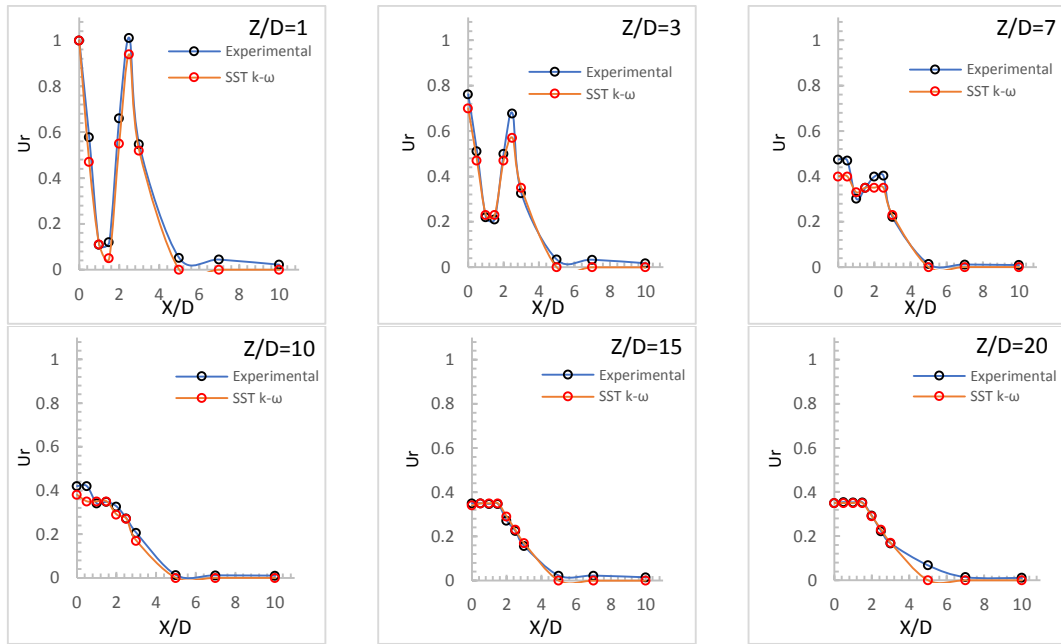 Z/D=1
1
0.8
0.6
0.4
0.2
0
Ur
Experimental
SST k-ω
0 2 4 6 8 10
X/D
Z/D=3
1
0.8
0.6
0.4
0.2
0
Ur
Experimental
SST k-ω
0 2 4 6 8 10
X/D
Z/D=7
1
0.8
0.6
0.4
0.2
0
Ur
Experimental
SST k-ω
0 2 4 6 8 10
X/D
Z/D=10
1
0.8
0.6
0.4
0.2
0
Ur
Experimental
SST k-ω
0 2 4 6 8 10
X/D
Z/D=15
1
0.8
0.6
0.4
0.2
0
Ur
Experimental
SST k-ω
0 2 4 6 8 10
X/D
Z/D=20
1
0.8
0.6
0.4
0.2
0
Ur
Experimental
SST k-ω
0 2 4 6 8 10
X/D